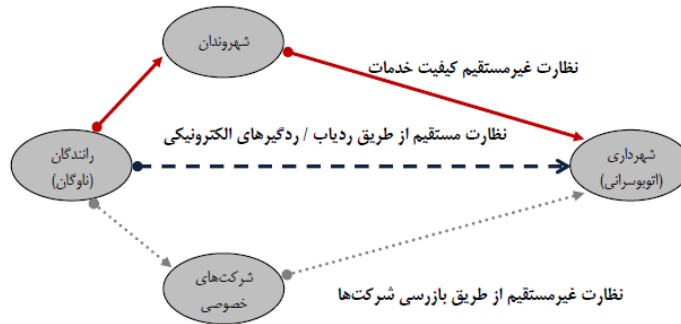 شهروندان
نظارت غیرمستقیم کیفیت خدمات
نظارت مستقیم از طریق ردیاب / ردگیرهای الکترونیکی
رانندگان
(ناوگان)
شهرداری
(اتوبوسرانی)
شرکت‌های
خصوصی
نظارت غیرمستقیم از طریق بازرسی شرکت‌ها